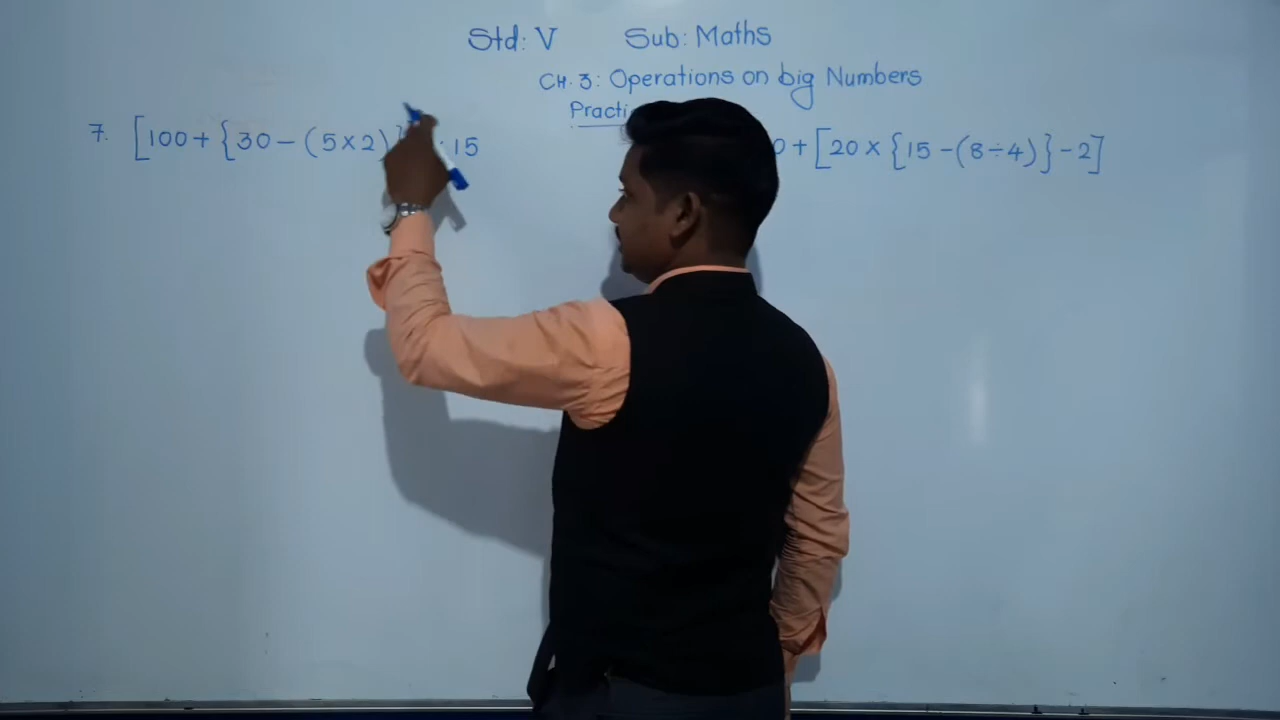 Std: V Sub: Maths
CH. 3: Operations on big Numbers
7. [100 + {30 - (5 × 2)} 15
0 + [20 × {15 - (8 ÷ 4)} - 2]